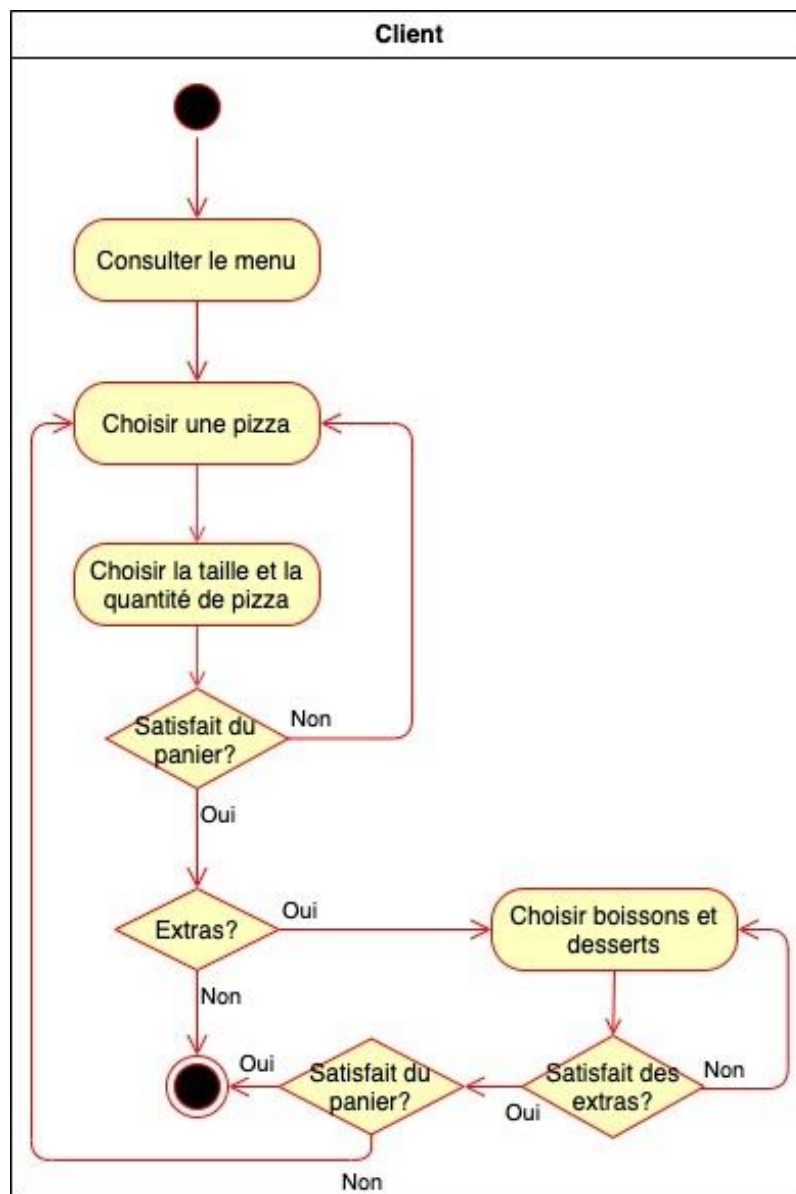 Client
Consulter le menu
Choisir une pizza
Choisir la taille et la
quantité de pizza
Satisfait du
panier?
Non
Oui
Extras?
Oui
Choisir boissons et
desserts
Non
Oui
Satisfait du
panier?
Oui
Satisfait des
extras?
Non
Non